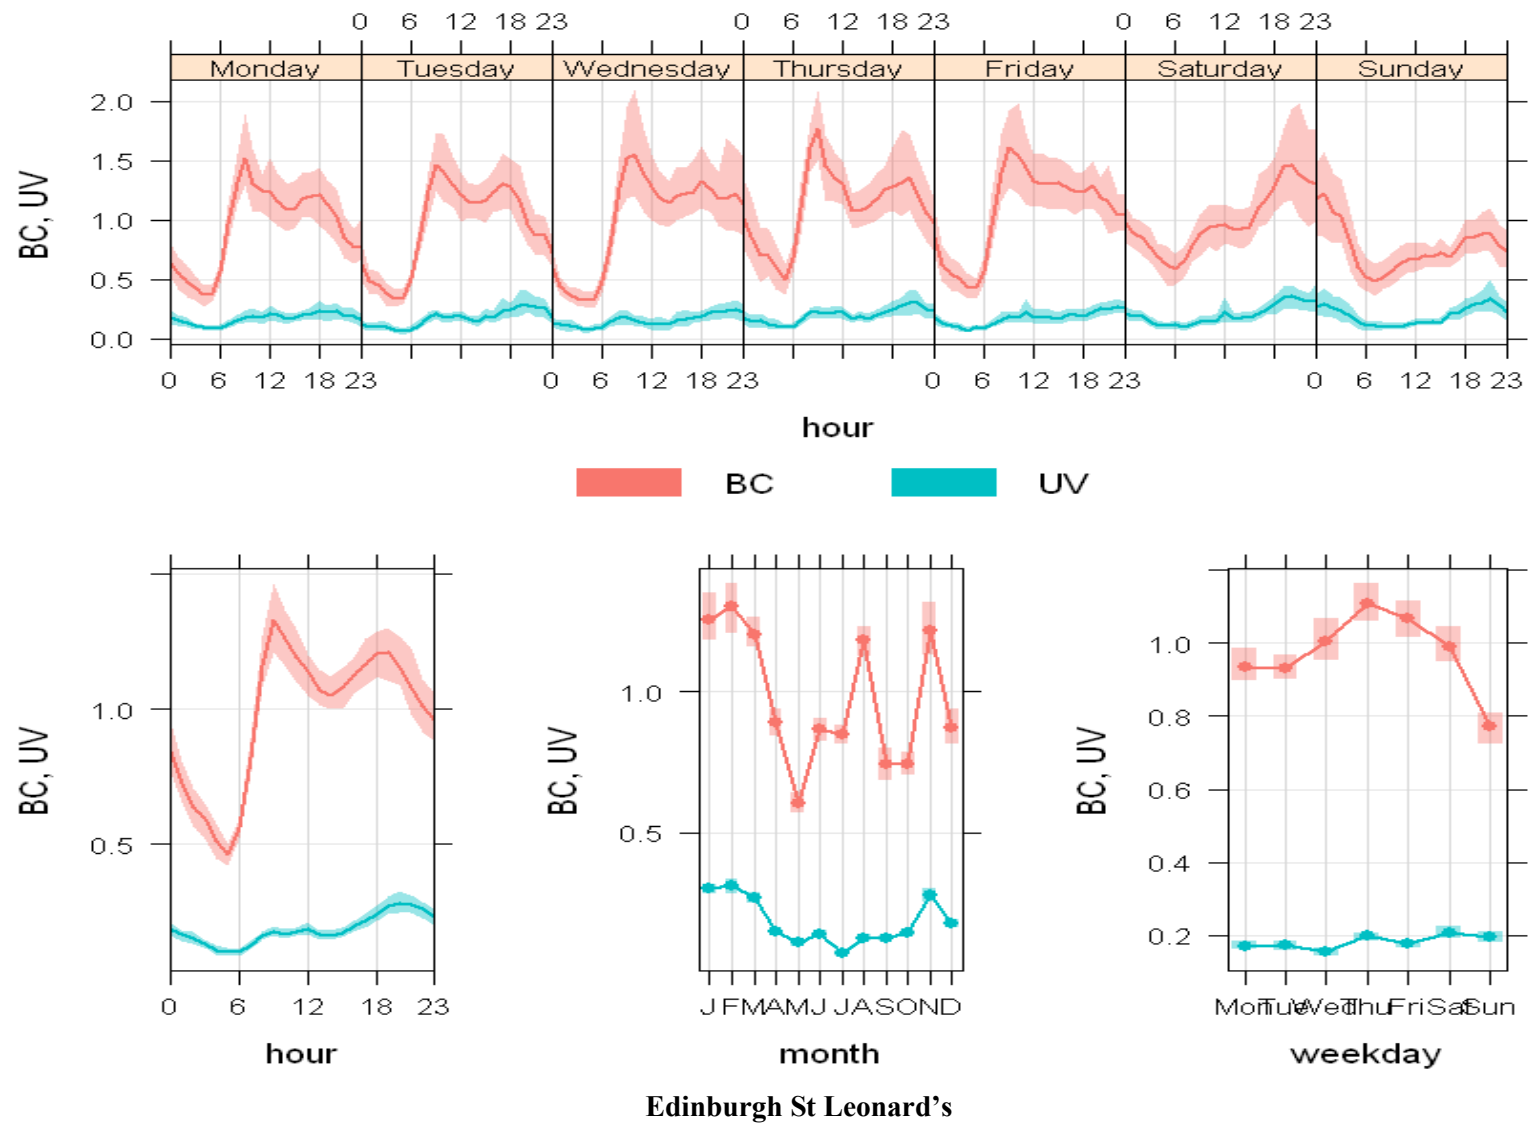 0 6 12 18 23 0 6 12 18 23 0 6 12 18 23
Monday Tuesday Wednesday Thursday Friday Saturday Sunday
2.0
1.5
1.0
0.5
0.0
BC, UV
0 6 12 18 23 0 6 12 18 23 0 6 12 18 23 0 6 12 18 23
hour
BC UV
1.0
0.5
BC, UV
0 6 12 18 23
hour
1.0
0.5
BC, UV
J F M A M J J A S O N D
month
1.0
0.8
0.6
0.4
0.2
BC, UV
Mon Tue Wed Thu Fri Sat Sun
weekday
Edinburgh St Leonard’s